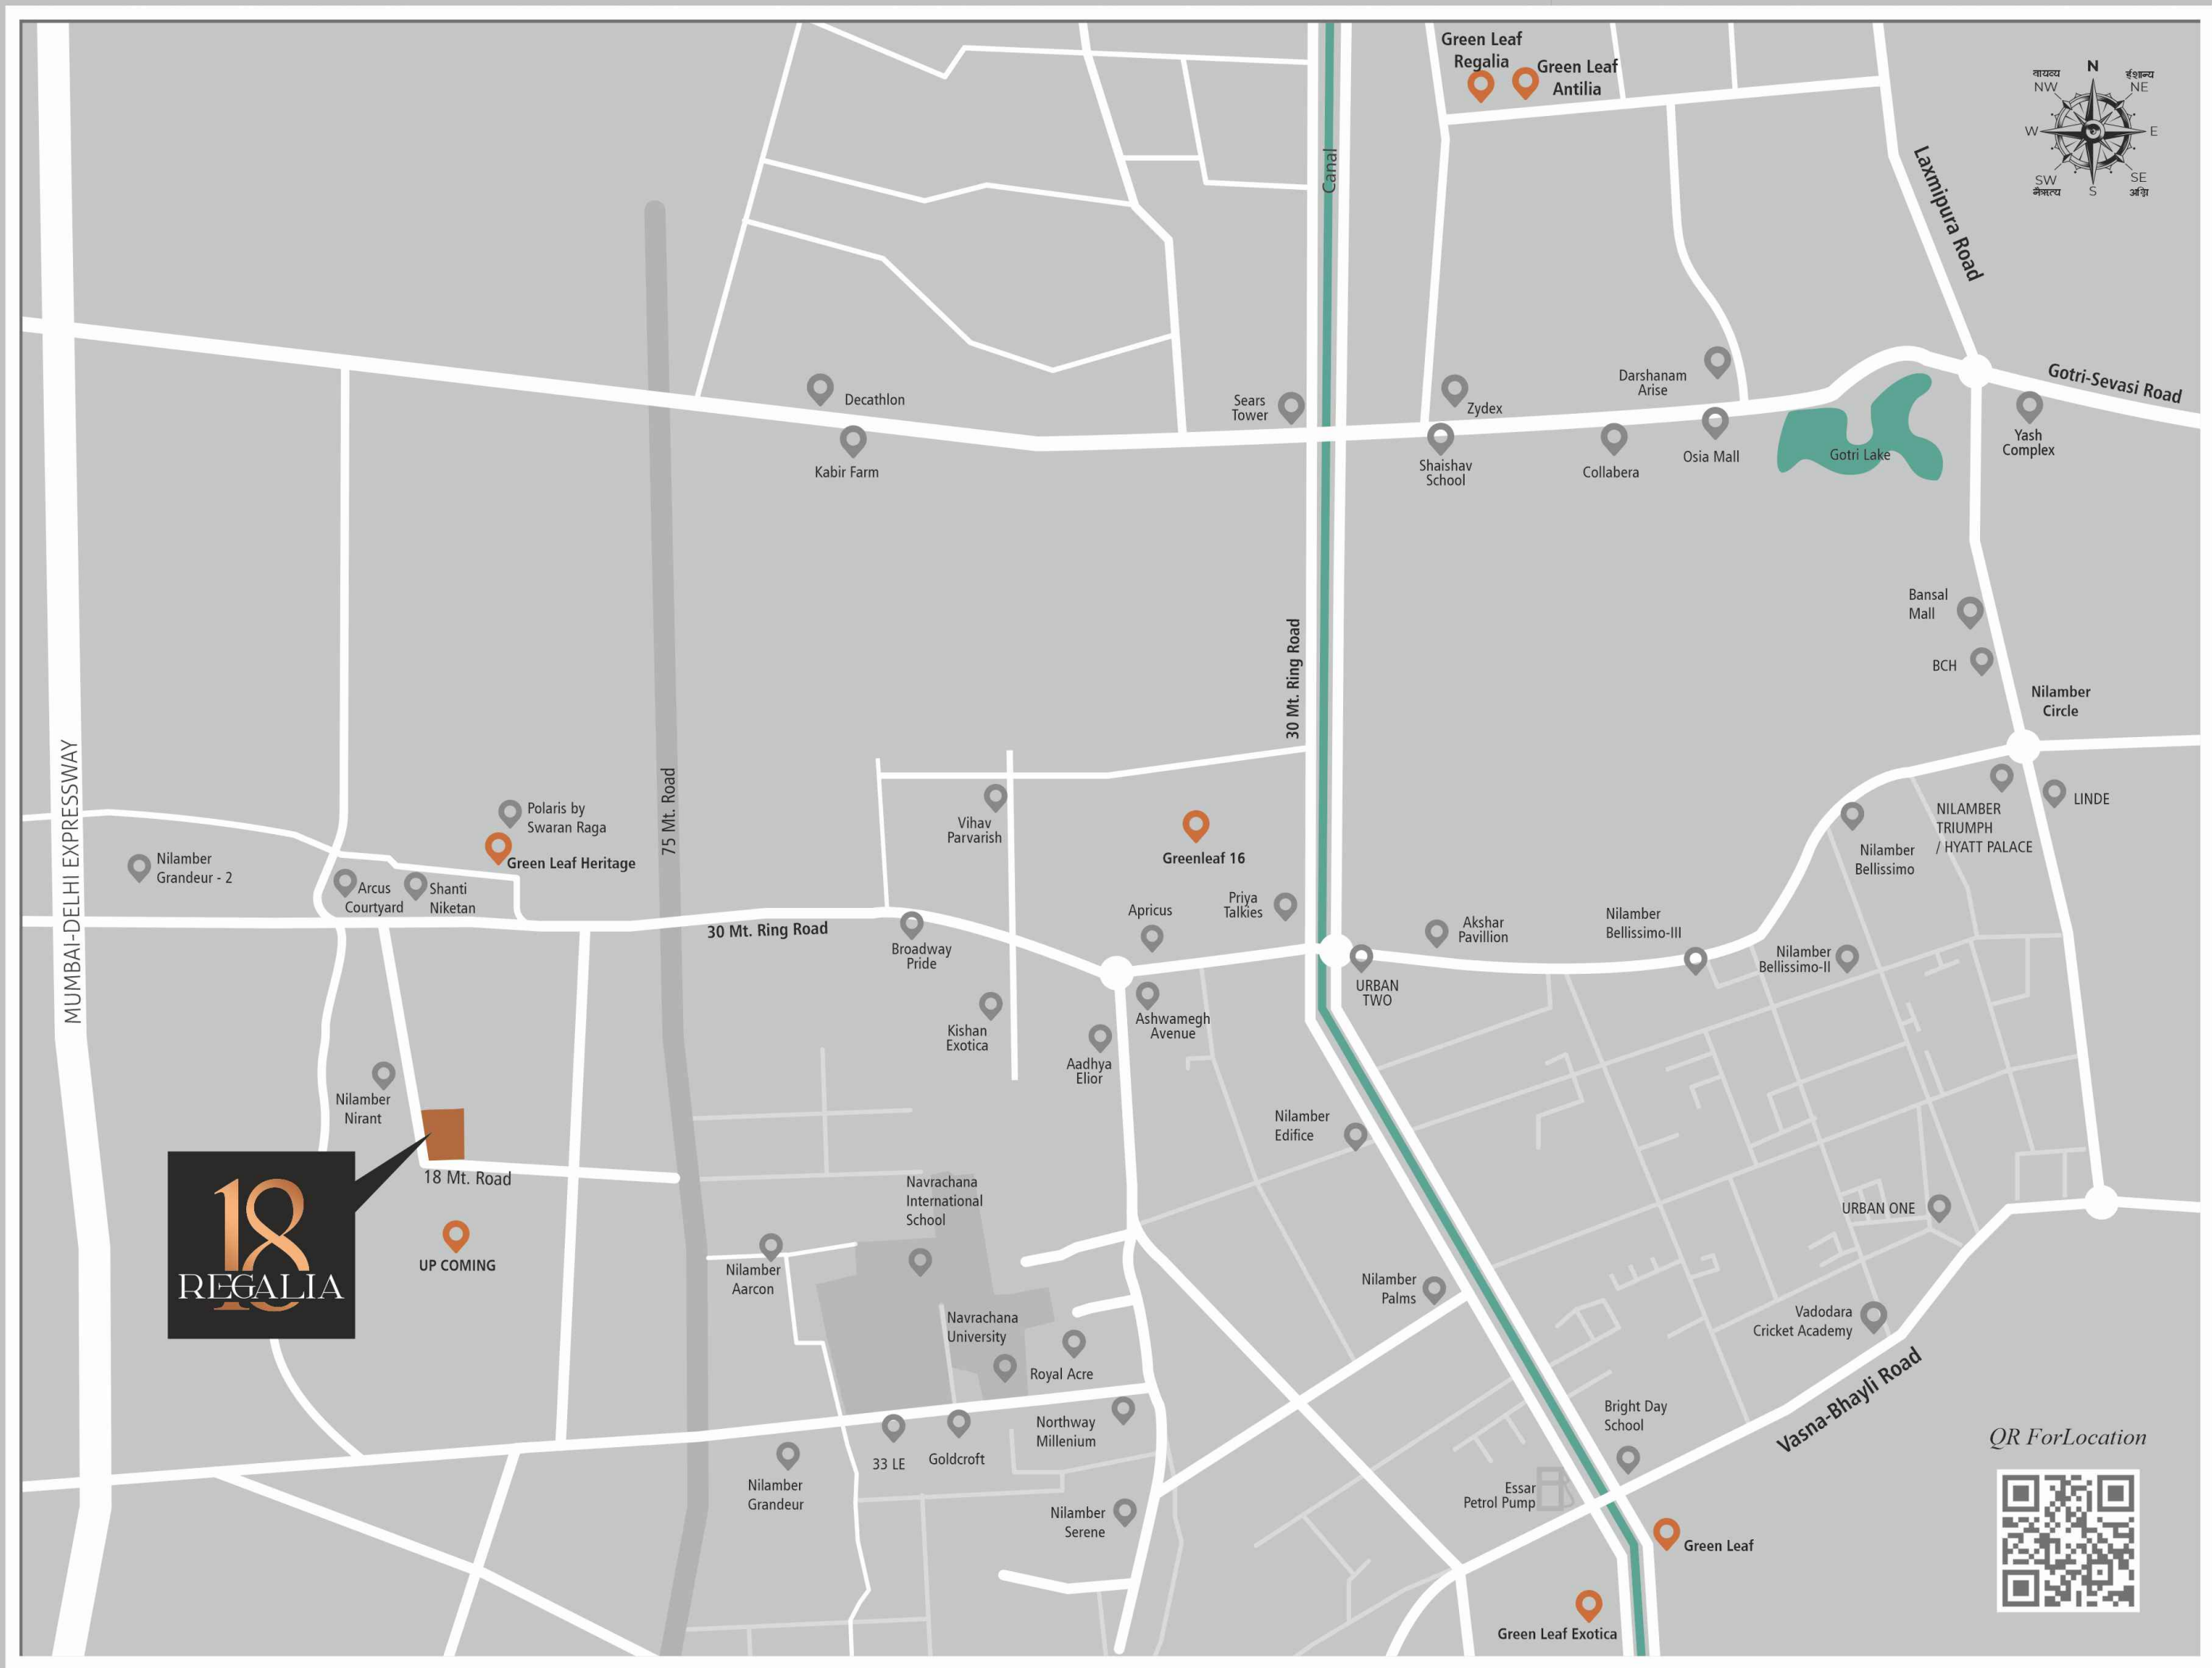 Green Leaf
Regalia
Green Leaf
Antilia
वायव्य
NW
N
ईशान्य
NE
W
E
SW
नैऋत्य
S
SE
अग्नि
Canal
Laxmipura Road
Gotri-Sevasi Road
Decathlon
Kabir Farm
Sears
Tower
Zydex
Shaishav
School
Darshanam
Arise
Collabera
Osia Mall
Gotri Lake
Yash
Complex
Bansal
Mall
BCH
Nilamber
Circle
30 Mt. Ring Road
MUMBAI-DELHI EXPRESSWAY
75 Mt. Road
Polaris by
Swaran Raga
Green Leaf Heritage
Nilamber
Grandeur - 2
Arcus
Courtyard
Shanti
Niketan
Vihav
Parvarish
Greenleaf 16
NILAMBER
TRIUMPH
/ HYATT PALACE
LINDE
Nilamber
Bellissimo
30 Mt. Ring Road
Broadway
Pride
Apricus
Priya
Talkies
Akshar
Pavillion
Nilamber
Bellissimo-III
Nilamber
Bellissimo-II
URBAN
TWO
Kishan
Exotica
Ashwamegh
Avenue
Aadhya
Elior
Nilamber
Nirant
Nilamber
Edifice
18
REGALIA
18 Mt. Road
UP COMING
Navrachana
International
School
URBAN ONE
Nilamber
Aarcon
Nilamber
Palms
Navrachana
University
Royal Acre
Vadodara
Cricket Academy
Vasna-Bhayli Road
Northway
Millenium
Bright Day
School
33 LE
Goldcroft
Nilamber
Grandeur
Nilamber
Serene
Essar
Petrol Pump
QR ForLocation
Green Leaf
Green Leaf Exotica